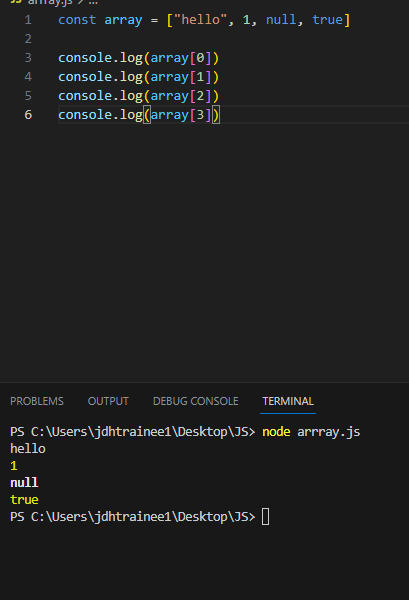 JS arrray.js > ...
1 const array = ["hello", 1, null, true]
2
3 console.log(array[0])
4 console.log(array[1])
5 console.log(array[2])
6 console.log(array[3])
PROBLEMS OUTPUT DEBUG CONSOLE TERMINAL
PS C:\Users\jdhtrainee1\Desktop\JS> node arrray.js
hello
1
null
true
PS C:\Users\jdhtrainee1\Desktop\JS>